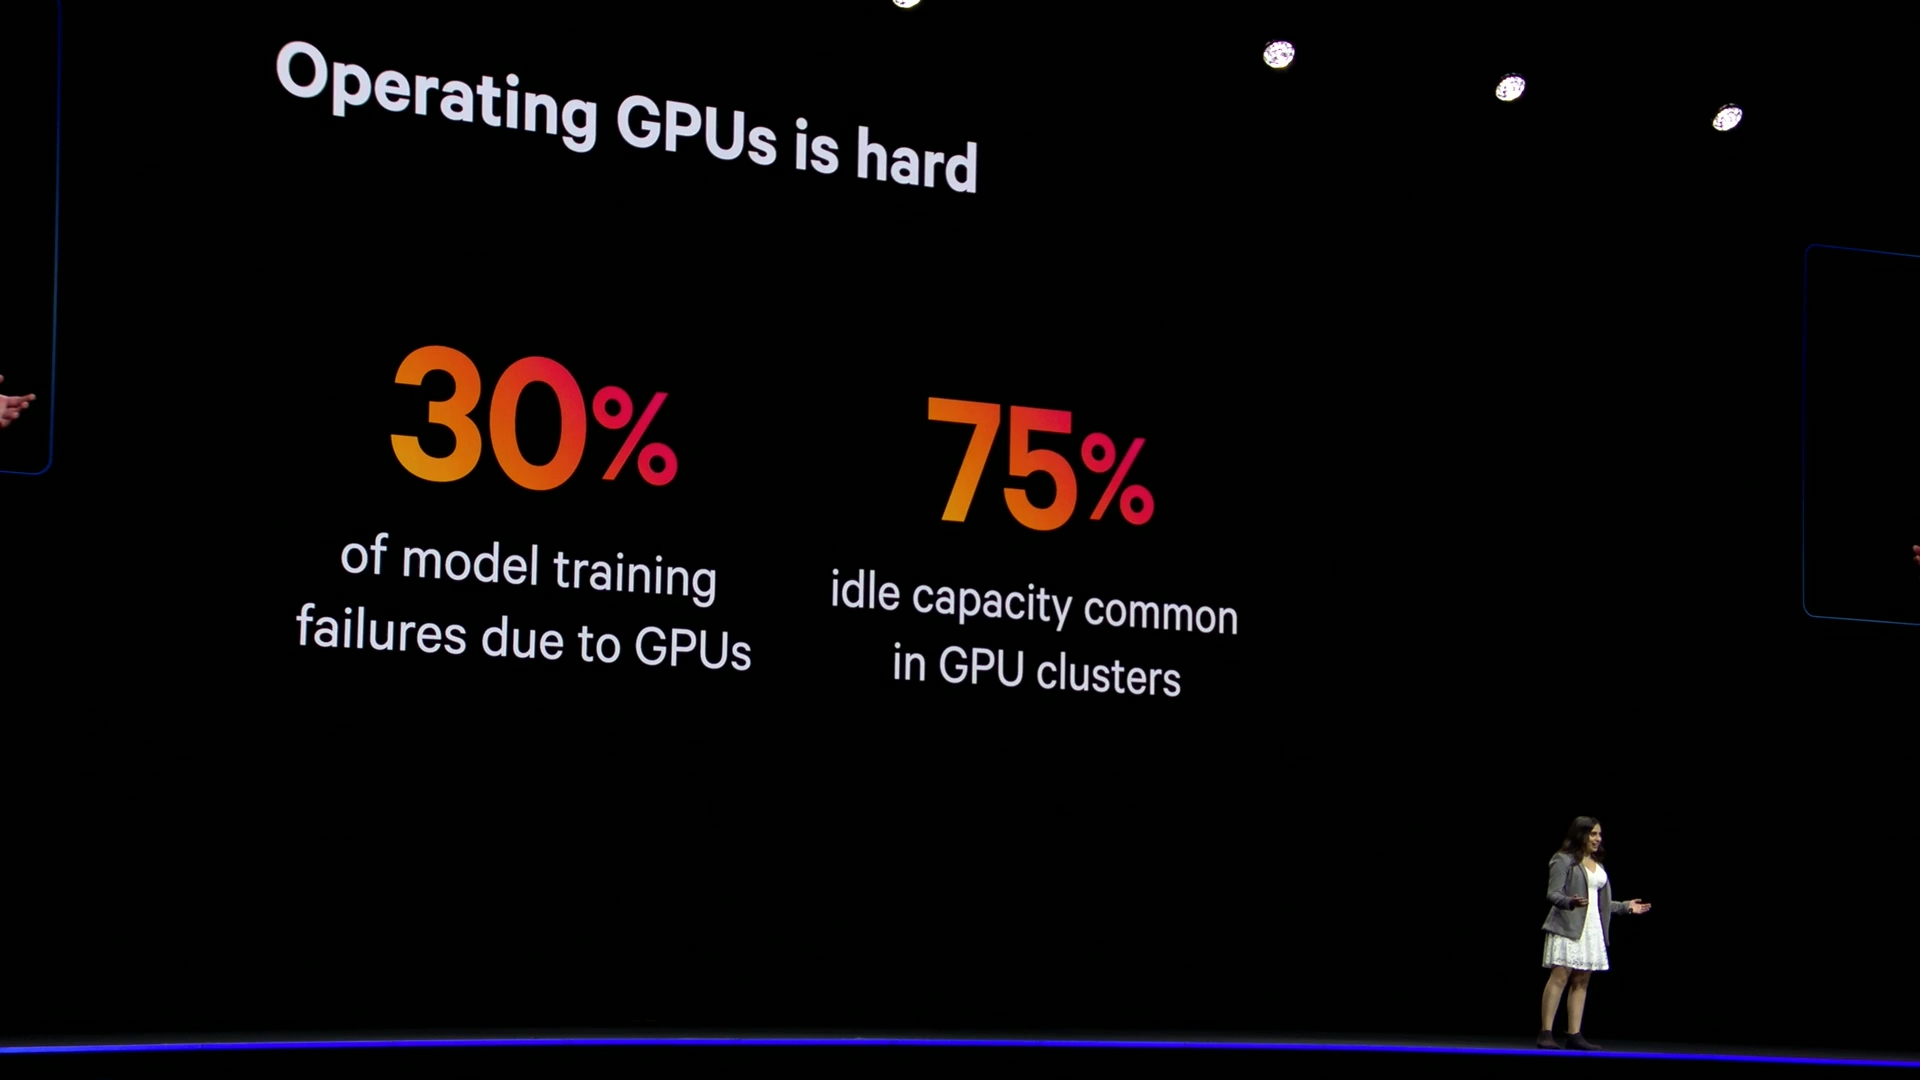 Operating GPUs is hard
30%
of model training
failures due to GPUs
75%
idle capacity common
in GPU clusters